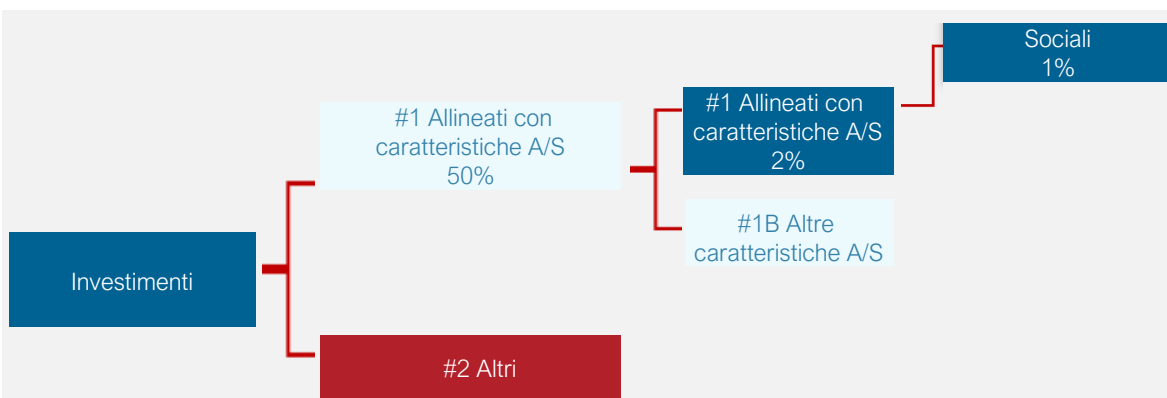 Sociali
1%
#1 Allineati con
caratteristiche A/S
2%
#1 Allineati con
caratteristiche A/S
50%
#1B Altre
caratteristiche A/S
Investimenti
#2 Altri